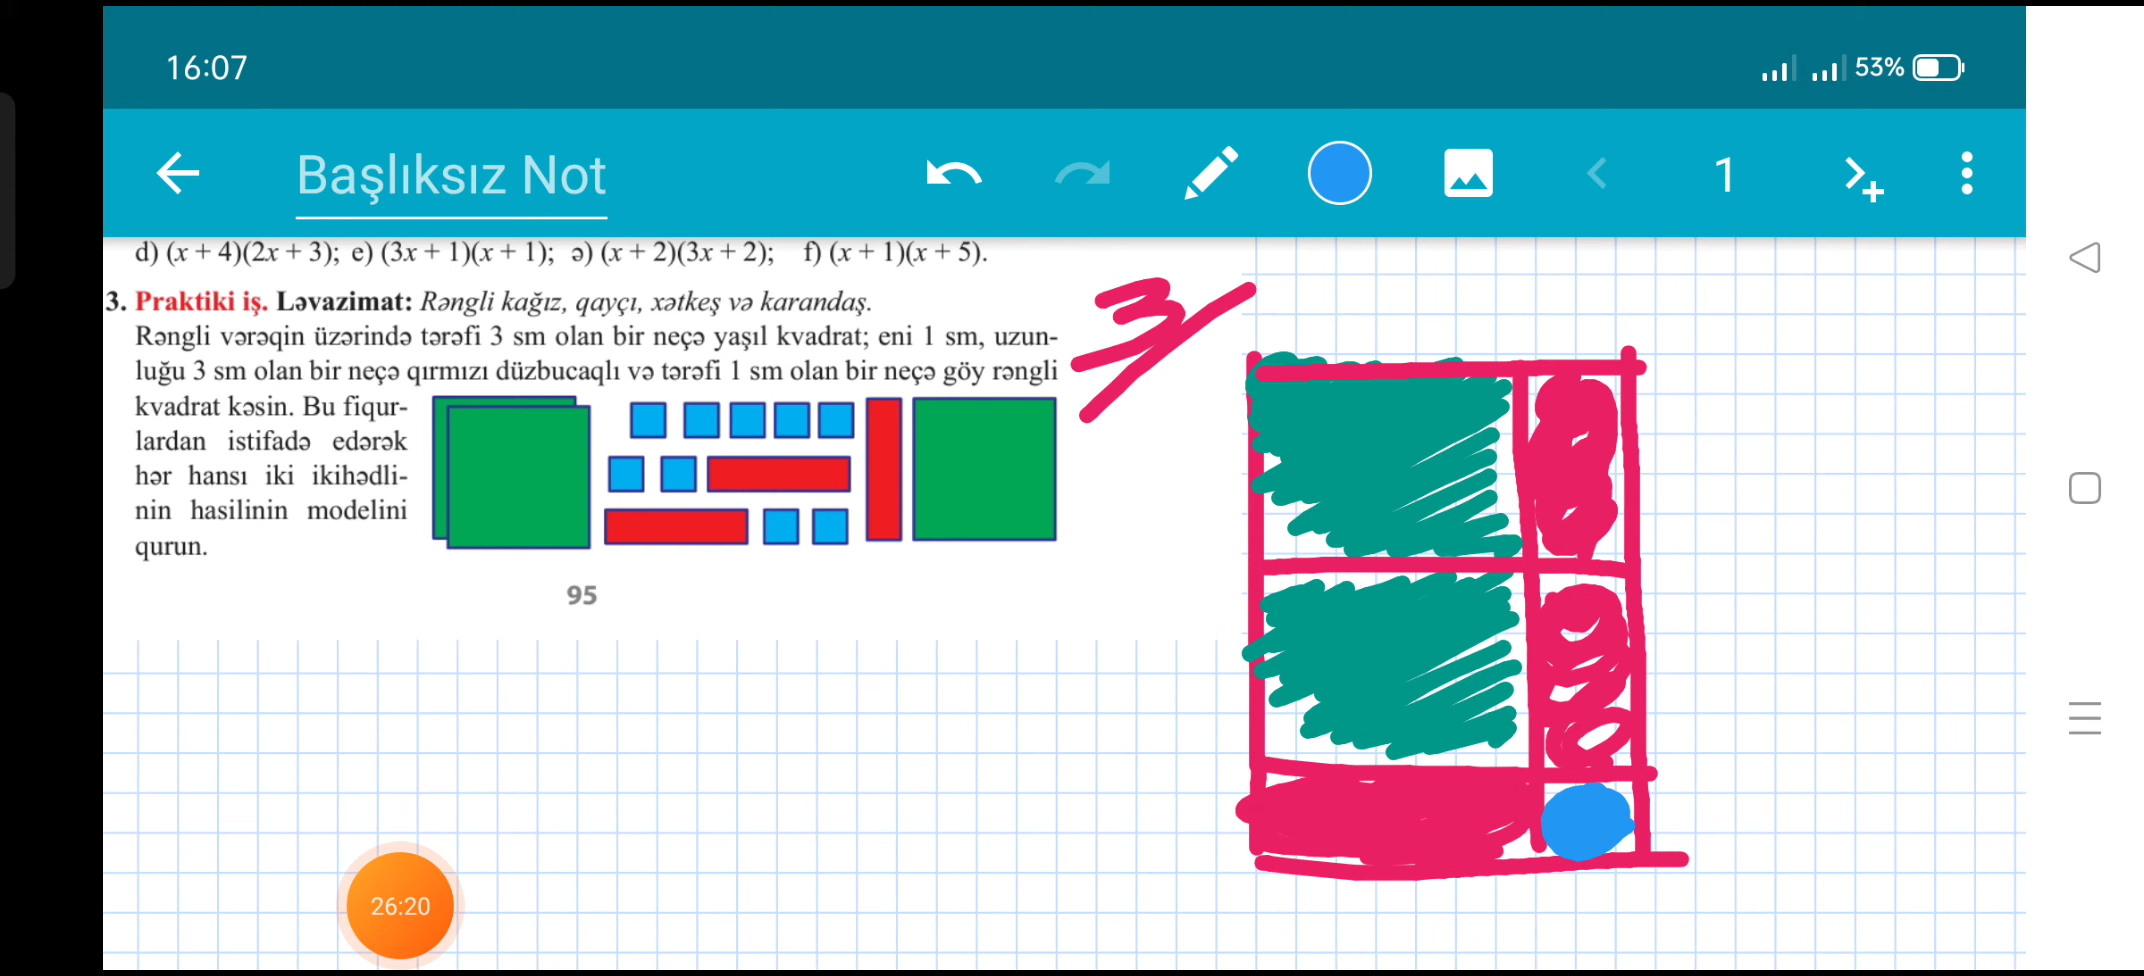 16:07
53%
Başlıksız Not
1
d) (x + 4)(2x + 3); e) (3x + 1)(x + 1); ə) (x + 2)(3x + 2); f) (x + 1)(x + 5).
3. Praktiki iş. Ləvazimat: Rəngli kağız, qayçı, xətkeş və karandaş.
Rəngli vərəqin üzərində tərəfi 3 sm olan bir neçə yaşıl kvadrat; eni 1 sm, uzun-
luğu 3 sm olan bir neçə qırmızı düzbucaqlı və tərəfi 1 sm olan bir neçə göy rəngli
kvadrat kəsin. Bu fiqur-
lardan istifadə edərək
hər hansı iki ikihədli-
nin hasilinin modelini
qurun.
95
3/
26:20